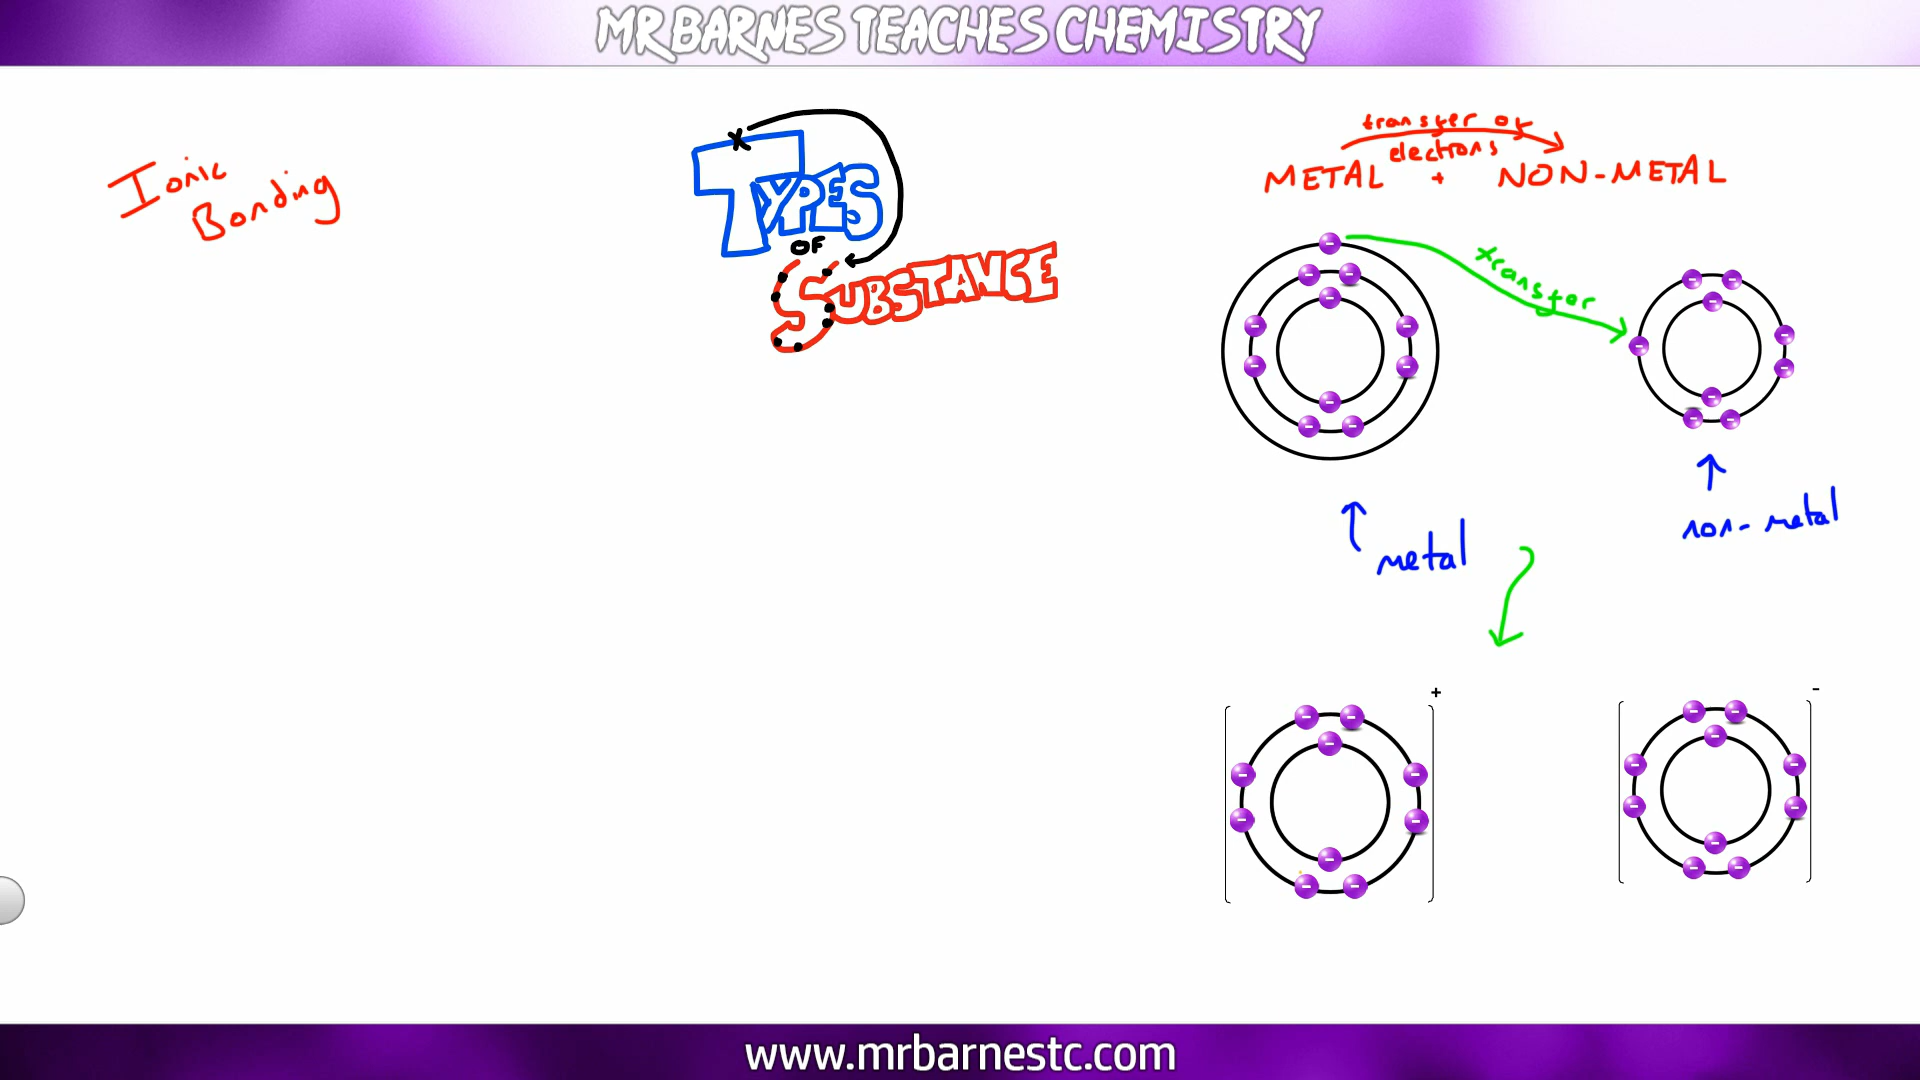 MR BARNES TEACHES CHEMISTRY
Ionic
Bonding
TYPES
OF
SUBSTANCE
transfer of
electrons
METAL + NON-METAL
transfer
metal
non-metal
+
-
www.mrbarnestc.com